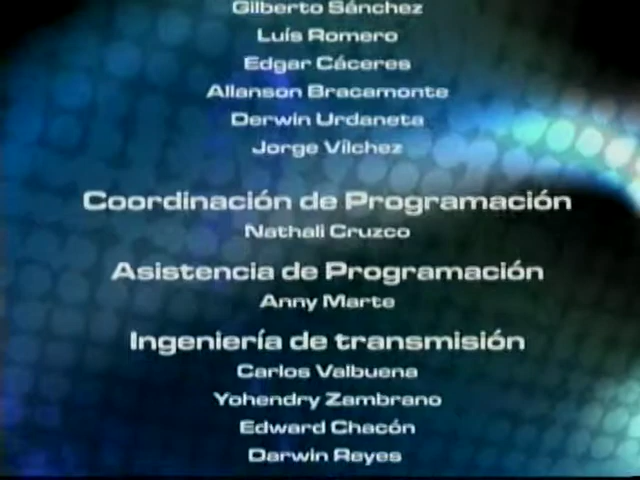 Gilberto Sánchez
Luís Romero
Edgar Cáceres
Allanson Bracamonte
Derwin Urdaneta
Jorge Vílchez
Coordinación de Programación
Nathali Cruzco
Asistencia de Programación
Anny Marte
Ingeniería de transmisión
Carlos Valbuena
Yohendry Zambrano
Edward Chacón
Darwin Reyes